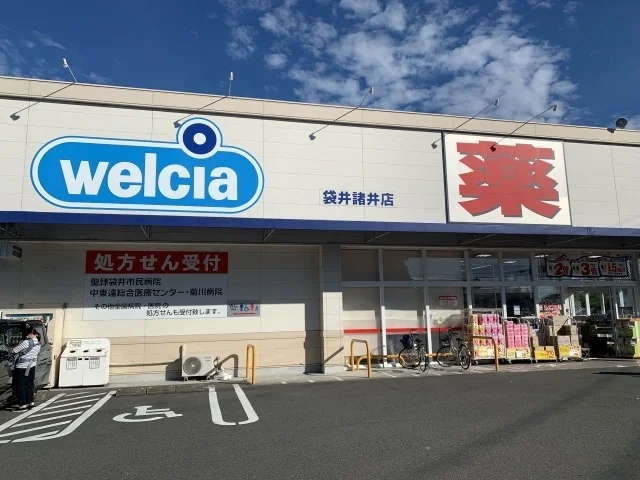 welcia
袋井諸井店
薬
処方せん受付
聖隷袋井市民病院
中東遠総合医療センター・菊川病院
その他全国病院・医院の
処方せんも受付致します。